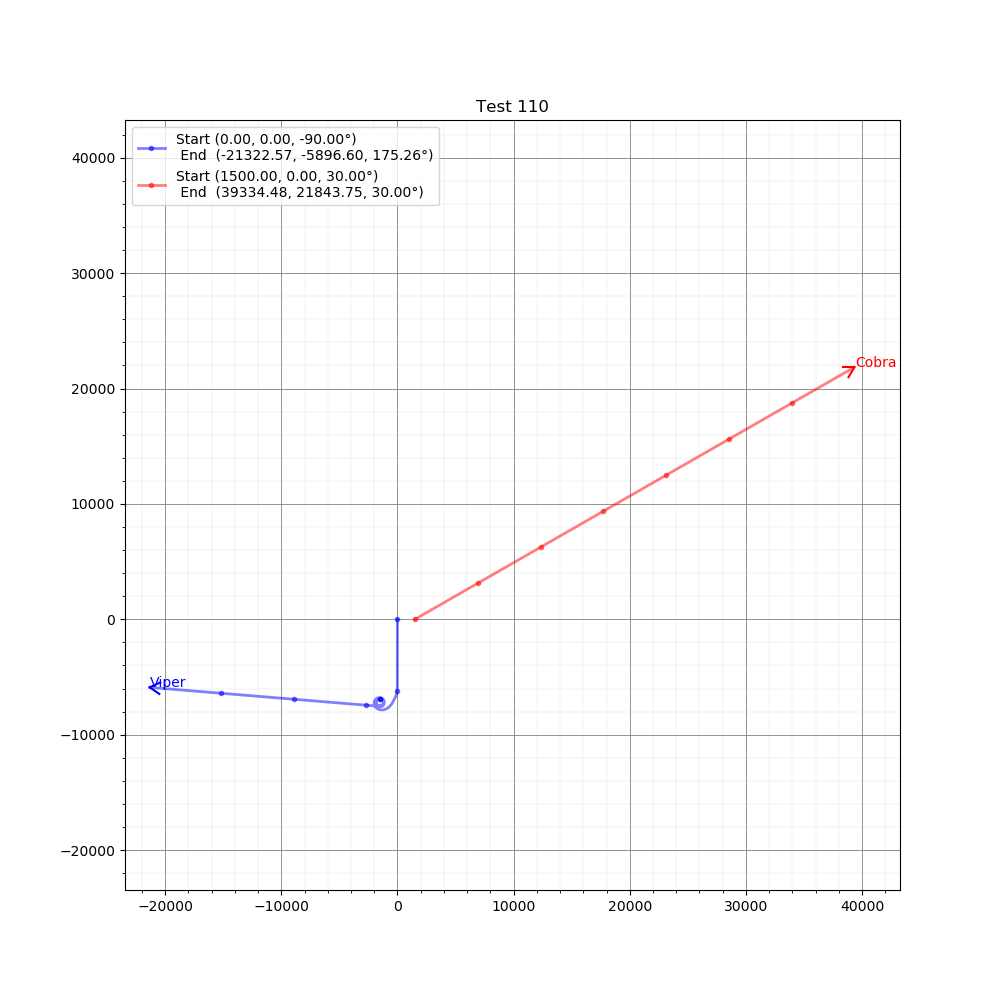 Test 110
Start (0.00, 0.00, -90.00°)
End (-21322.57, -5896.60, 175.26°)
Start (1500.00, 0.00, 30.00°)
End (39334.48, 21843.75, 30.00°)
40000
30000
20000
10000
0
−10000
−20000
Cobra
Viper
−20000 −10000 0 10000 20000 30000 40000